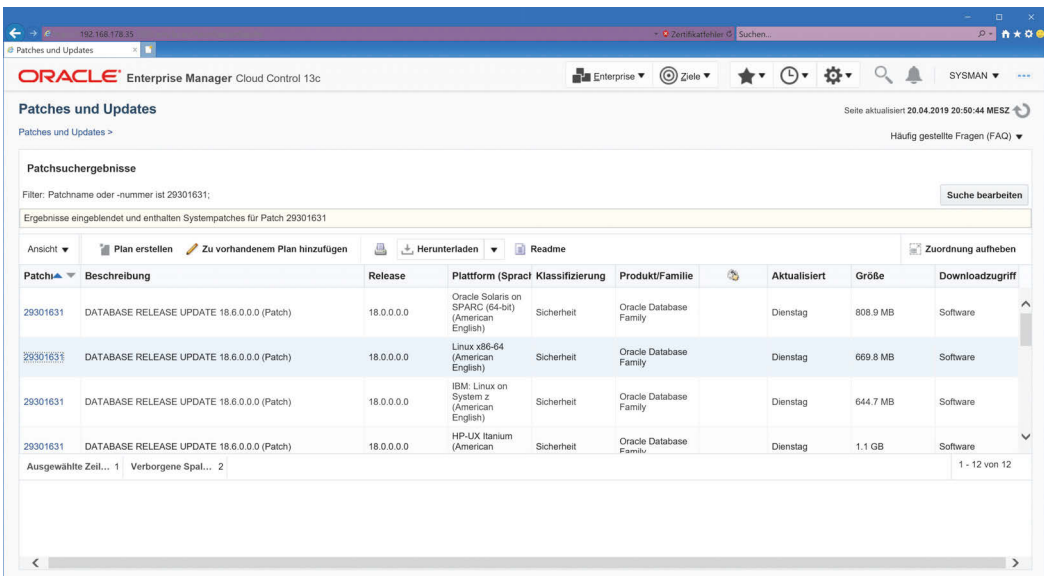 192.168.178.35
Zertifikatfehler
Suchen...
Patches und Updates
ORACLE Enterprise Manager Cloud Control 13c
Enterprise
Ziele
SYSMAN
Patches und Updates
Seite aktualisiert 20.04.2019 20:50:44 MESZ
Patches und Updates >
Häufig gestellte Fragen (FAQ)
Patchsuchergebnisse
Filter: Patchname oder -nummer ist 29301631;
Suche bearbeiten
Ergebnisse eingeblendet und enthalten Systempatches für Patch 29301631
Ansicht Plan erstellen Zu vorhandenem Plan hinzufügen Herunterladen Readme Zuordnung aufheben
Patchn Beschreibung Release Plattform (Sprach Klassifizierung Produkt/Familie Aktualisiert Größe Downloadzugriff
29301631 DATABASE RELEASE UPDATE 18.6.0.0.0 (Patch) 18.0.0.0.0
Oracle Solaris on
SPARC (64-bit)
(American
English)
Sicherheit
Oracle Database
Family
Dienstag 808.9 MB Software
29301631 DATABASE RELEASE UPDATE 18.6.0.0.0 (Patch) 18.0.0.0.0
Linux x86-64
(American
English)
Sicherheit
Oracle Database
Family
Dienstag 669.8 MB Software
29301631 DATABASE RELEASE UPDATE 18.6.0.0.0 (Patch) 18.0.0.0.0
IBM: Linux on
System z
(American
English)
Sicherheit
Oracle Database
Family
Dienstag 644.7 MB Software
29301631 DATABASE RELEASE UPDATE 18.6.0.0.0 (Patch) 18.0.0.0.0
HP-UX Itanium
(American
Sicherheit
Oracle Database
Family
Dienstag 1.1 GB Software
Ausgewählte Zeil... 1 Verborgene Spal... 2
1 - 12 von 12